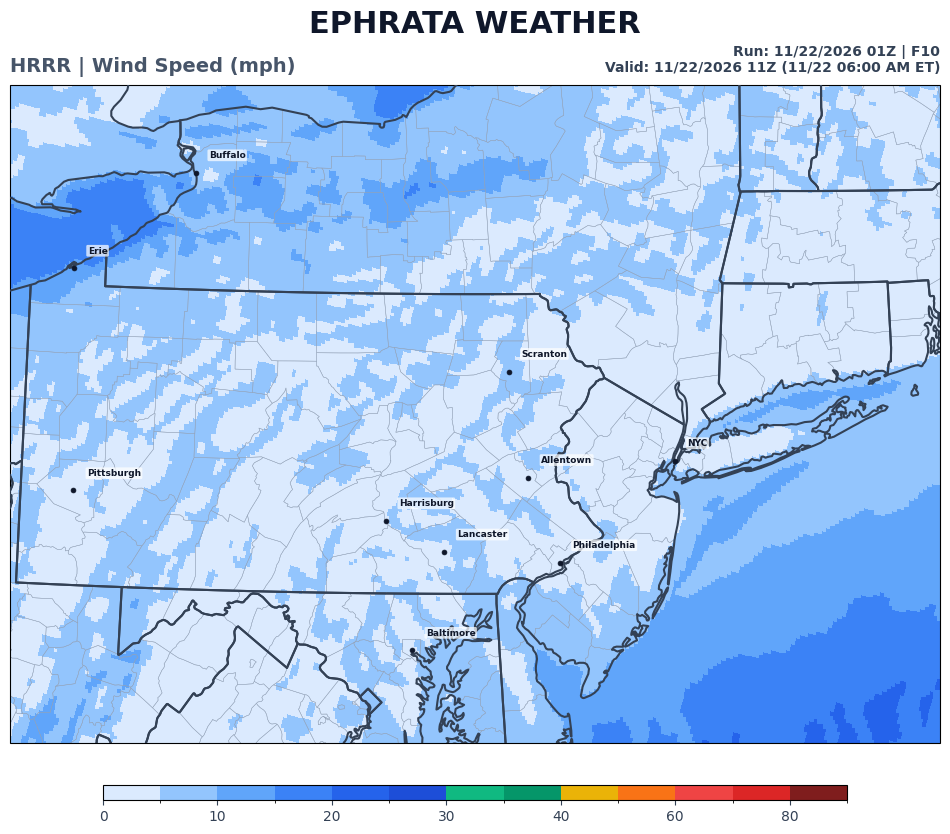 EPHRATA WEATHER
HRRR | Wind Speed (mph)
Run: 11/22/2026 01Z | F10
Valid: 11/22/2026 11Z (11/22 06:00 AM ET)
Buffalo
Erie
Scranton
NYC
Allentown
Pittsburgh
Harrisburg
Lancaster
Philadelphia
Baltimore
0 10 20 30 40 60 80